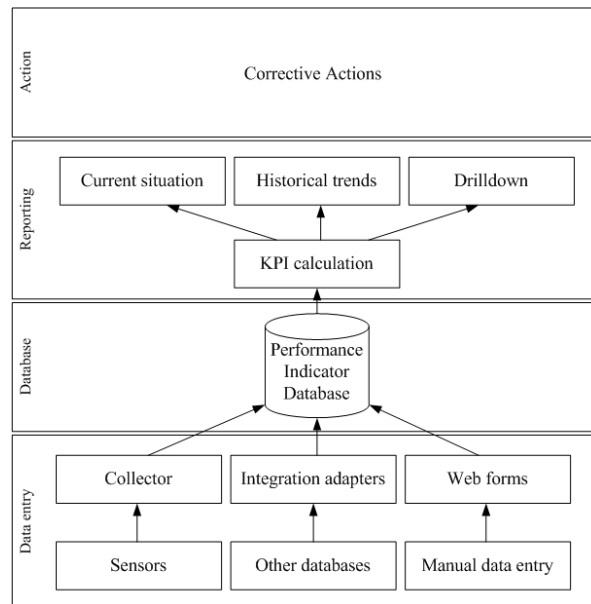 Action
Corrective Actions
Reporting
Current situation
Historical trends
Drilldown
KPI calculation
Database
Performance
Indicator
Database
Data entry
Collector
Integration adapters
Web forms
Sensors
Other databases
Manual data entry